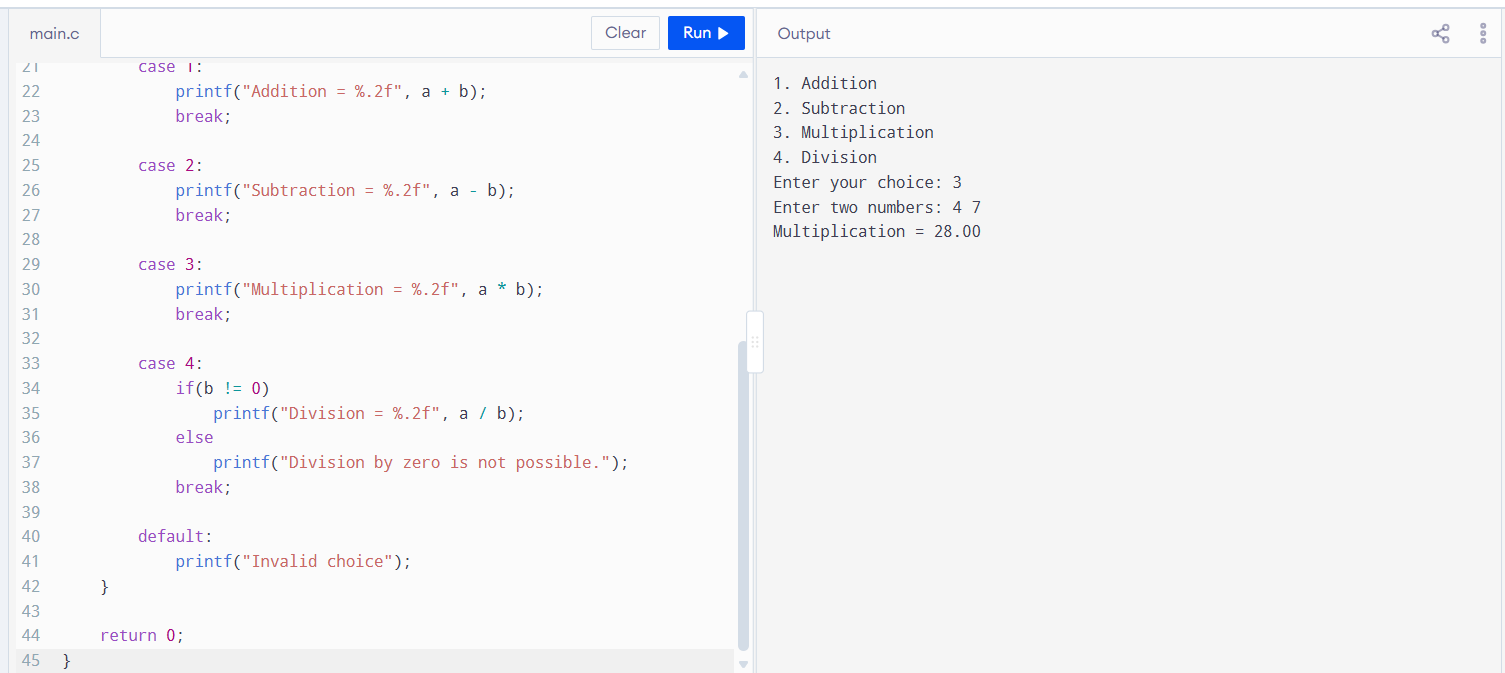 main.c
Clear
Run
21 case 1:
22 printf("Addition = %.2f", a + b);
23 break;
24
25 case 2:
26 printf("Subtraction = %.2f", a - b);
27 break;
28
29 case 3:
30 printf("Multiplication = %.2f", a * b);
31 break;
32
33 case 4:
34 if(b != 0)
35 printf("Division = %.2f", a / b);
36 else
37 printf("Division by zero is not possible.");
38 break;
39
40 default:
41 printf("Invalid choice");
42 }
43
44 return 0;
45 }
Output
1. Addition
2. Subtraction
3. Multiplication
4. Division
Enter your choice: 3
Enter two numbers: 4 7
Multiplication = 28.00